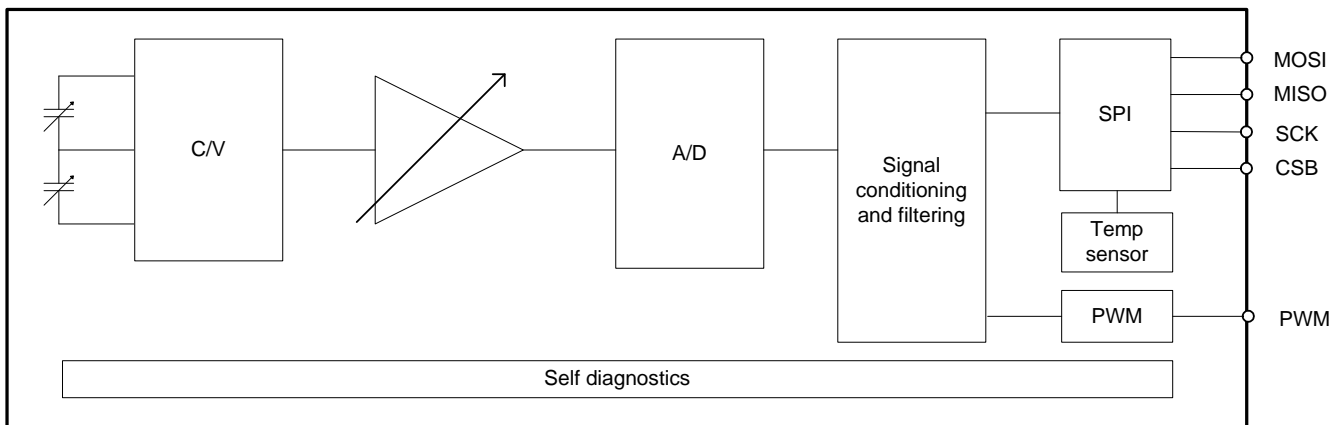 C/V
A/D
Signal
conditioning
and filtering
SPI
Temp
sensor
PWM
MOSI
MISO
SCK
CSB
PWM
Self diagnostics